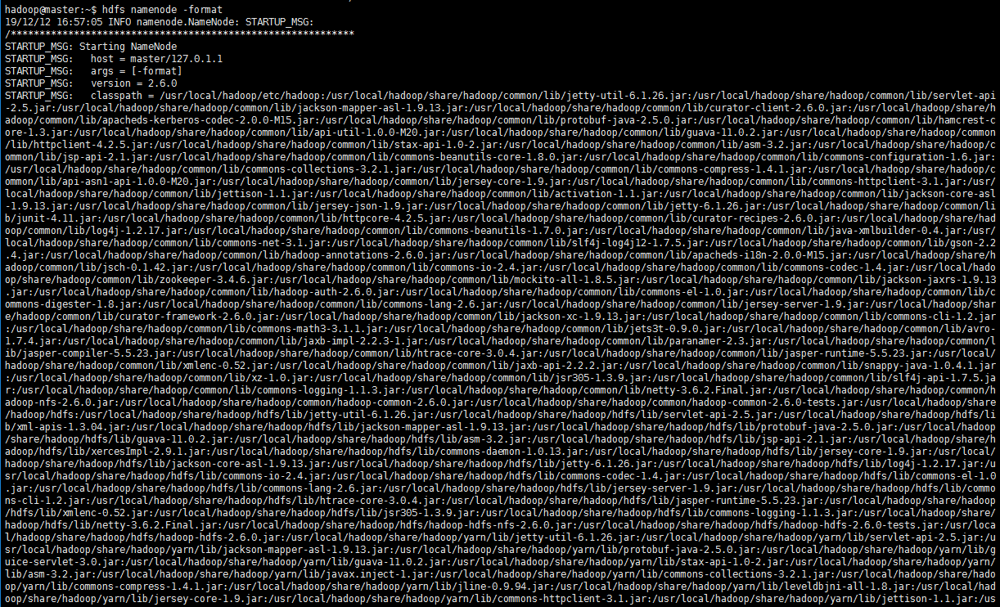 hadoop@master:~$ hdfs namenode -format
19/12/12 16:57:05 INFO namenode.NameNode: STARTUP_MSG:
/************************************************************
STARTUP_MSG: Starting NameNode
STARTUP_MSG:   host = master/127.0.1.1
STARTUP_MSG:   args = [-format]
STARTUP_MSG:   version = 2.6.0
STARTUP_MSG:   classpath = /usr/local/hadoop/etc/hadoop:/usr/local/hadoop/share/hadoop/common/lib/jetty-util-6.1.26.jar:/usr/local/hadoop/share/hadoop/common/lib/servlet-api
-2.5.jar:/usr/local/hadoop/share/hadoop/common/lib/jackson-mapper-asl-1.9.13.jar:/usr/local/hadoop/share/hadoop/common/lib/curator-client-2.6.0.jar:/usr/local/hadoop/share/h
adoop/common/lib/apacheds-kerberos-codec-2.0.0-M15.jar:/usr/local/hadoop/share/hadoop/common/lib/protobuf-java-2.5.0.jar:/usr/local/hadoop/share/hadoop/common/lib/hamcrest-c
ore-1.3.jar:/usr/local/hadoop/share/hadoop/common/lib/api-util-1.0.0-M20.jar:/usr/local/hadoop/share/hadoop/common/lib/guava-11.0.2.jar:/usr/local/hadoop/share/hadoop/common
/lib/httpclient-4.2.5.jar:/usr/local/hadoop/share/hadoop/common/lib/stax-api-1.0-2.jar:/usr/local/hadoop/share/hadoop/common/lib/asm-3.2.jar:/usr/local/hadoop/share/hadoop/c
ommon/lib/jsp-api-2.1.jar:/usr/local/hadoop/share/hadoop/common/lib/commons-beanutils-core-1.8.0.jar:/usr/local/hadoop/share/hadoop/common/lib/commons-configuration-1.6.jar:
/usr/local/hadoop/share/hadoop/common/lib/commons-collections-3.2.1.jar:/usr/local/hadoop/share/hadoop/common/lib/commons-compress-1.4.1.jar:/usr/local/hadoop/share/hadoop/c
ommon/lib/api-asn1-api-1.0.0-M20.jar:/usr/local/hadoop/share/hadoop/common/lib/jersey-core-1.9.jar:/usr/local/hadoop/share/hadoop/common/lib/commons-httpclient-3.1.jar:/usr/
local/hadoop/share/hadoop/common/lib/jettison-1.1.jar:/usr/local/hadoop/share/hadoop/common/lib/activation-1.1.jar:/usr/local/hadoop/share/hadoop/common/lib/jackson-core-asl
-1.9.13.jar:/usr/local/hadoop/share/hadoop/common/lib/jersey-json-1.9.jar:/usr/local/hadoop/share/hadoop/common/lib/jetty-6.1.26.jar:/usr/local/hadoop/share/hadoop/common/li
b/junit-4.11.jar:/usr/local/hadoop/share/hadoop/common/lib/httpcore-4.2.5.jar:/usr/local/hadoop/share/hadoop/common/lib/curator-recipes-2.6.0.jar:/usr/local/hadoop/share/had
oop/common/lib/log4j-1.2.17.jar:/usr/local/hadoop/share/hadoop/common/lib/commons-beanutils-1.7.0.jar:/usr/local/hadoop/share/hadoop/common/lib/java-xmlbuilder-0.4.jar:/usr/
local/hadoop/share/hadoop/common/lib/commons-net-3.1.jar:/usr/local/hadoop/share/hadoop/common/lib/slf4j-log4j12-1.7.5.jar:/usr/local/hadoop/share/hadoop/common/lib/gson-2.2
.4.jar:/usr/local/hadoop/share/hadoop/common/lib/hadoop-annotations-2.6.0.jar:/usr/local/hadoop/share/hadoop/common/lib/apacheds-i18n-2.0.0-M15.jar:/usr/local/hadoop/share/h
adoop/common/lib/jsch-0.1.42.jar:/usr/local/hadoop/share/hadoop/common/lib/commons-io-2.4.jar:/usr/local/hadoop/share/hadoop/common/lib/commons-codec-1.4.jar:/usr/local/hado
op/share/hadoop/common/lib/zookeeper-3.4.6.jar:/usr/local/hadoop/share/hadoop/common/lib/mockito-all-1.8.5.jar:/usr/local/hadoop/share/hadoop/common/lib/jackson-jaxrs-1.9.13
.jar:/usr/local/hadoop/share/hadoop/common/lib/hadoop-auth-2.6.0.jar:/usr/local/hadoop/share/hadoop/common/lib/commons-el-1.0.jar:/usr/local/hadoop/share/hadoop/common/lib/c
ommons-digester-1.8.jar:/usr/local/hadoop/share/hadoop/common/lib/commons-lang-2.6.jar:/usr/local/hadoop/share/hadoop/common/lib/jersey-server-1.9.jar:/usr/local/hadoop/shar
e/hadoop/common/lib/curator-framework-2.6.0.jar:/usr/local/hadoop/share/hadoop/common/lib/jackson-xc-1.9.13.jar:/usr/local/hadoop/share/hadoop/common/lib/commons-cli-1.2.jar
:/usr/local/hadoop/share/hadoop/common/lib/commons-math3-3.1.1.jar:/usr/local/hadoop/share/hadoop/common/lib/jets3t-0.9.0.jar:/usr/local/hadoop/share/hadoop/common/lib/avro-
1.7.4.jar:/usr/local/hadoop/share/hadoop/common/lib/jaxb-impl-2.2.3-1.jar:/usr/local/hadoop/share/hadoop/common/lib/paranamer-2.3.jar:/usr/local/hadoop/share/hadoop/common/l
ib/jasper-compiler-5.5.23.jar:/usr/local/hadoop/share/hadoop/common/lib/htrace-core-3.0.4.jar:/usr/local/hadoop/share/hadoop/common/lib/jasper-runtime-5.5.23.jar:/usr/local/
hadoop/share/hadoop/common/lib/xmlenc-0.52.jar:/usr/local/hadoop/share/hadoop/common/lib/jaxb-api-2.2.2.jar:/usr/local/hadoop/share/hadoop/common/lib/snappy-java-1.0.4.1.jar
:/usr/local/hadoop/share/hadoop/common/lib/xz-1.0.jar:/usr/local/hadoop/share/hadoop/common/lib/jsr305-1.3.9.jar:/usr/local/hadoop/share/hadoop/common/lib/slf4j-api-1.7.5.ja
r:/usr/local/hadoop/share/hadoop/common/lib/commons-logging-1.1.3.jar:/usr/local/hadoop/share/hadoop/common/lib/netty-3.6.2.Final.jar:/usr/local/hadoop/share/hadoop/common/h
adoop-nfs-2.6.0.jar:/usr/local/hadoop/share/hadoop/common/hadoop-common-2.6.0.jar:/usr/local/hadoop/share/hadoop/common/hadoop-common-2.6.0-tests.jar:/usr/local/hadoop/share
/hadoop/hdfs:/usr/local/hadoop/share/hadoop/hdfs/lib/jetty-util-6.1.26.jar:/usr/local/hadoop/share/hadoop/hdfs/lib/servlet-api-2.5.jar:/usr/local/hadoop/share/hadoop/hdfs/li
b/xml-apis-1.3.04.jar:/usr/local/hadoop/share/hadoop/hdfs/lib/jackson-mapper-asl-1.9.13.jar:/usr/local/hadoop/share/hadoop/hdfs/lib/protobuf-java-2.5.0.jar:/usr/local/hadoop
/share/hadoop/hdfs/lib/guava-11.0.2.jar:/usr/local/hadoop/share/hadoop/hdfs/lib/asm-3.2.jar:/usr/local/hadoop/share/hadoop/hdfs/lib/jsp-api-2.1.jar:/usr/local/hadoop/share/h
adoop/hdfs/lib/xercesImpl-2.9.1.jar:/usr/local/hadoop/share/hadoop/hdfs/lib/commons-daemon-1.0.13.jar:/usr/local/hadoop/share/hadoop/hdfs/lib/jersey-core-1.9.jar:/usr/local/
hadoop/share/hadoop/hdfs/lib/jackson-core-asl-1.9.13.jar:/usr/local/hadoop/share/hadoop/hdfs/lib/jetty-6.1.26.jar:/usr/local/hadoop/share/hadoop/hdfs/lib/log4j-1.2.17.jar:/u
sr/local/hadoop/share/hadoop/hdfs/lib/commons-io-2.4.jar:/usr/local/hadoop/share/hadoop/hdfs/lib/commons-codec-1.4.jar:/usr/local/hadoop/share/hadoop/hdfs/lib/commons-el-1.0
.jar:/usr/local/hadoop/share/hadoop/hdfs/lib/commons-lang-2.6.jar:/usr/local/hadoop/share/hadoop/hdfs/lib/jersey-server-1.9.jar:/usr/local/hadoop/share/hadoop/hdfs/lib/commo
ns-cli-1.2.jar:/usr/local/hadoop/share/hadoop/hdfs/lib/htrace-core-3.0.4.jar:/usr/local/hadoop/share/hadoop/hdfs/lib/jasper-runtime-5.5.23.jar:/usr/local/hadoop/share/hadoop
/hdfs/lib/xmlenc-0.52.jar:/usr/local/hadoop/share/hadoop/hdfs/lib/jsr305-1.3.9.jar:/usr/local/hadoop/share/hadoop/hdfs/lib/commons-logging-1.1.3.jar:/usr/local/hadoop/share/
hadoop/hdfs/lib/netty-3.6.2.Final.jar:/usr/local/hadoop/share/hadoop/hdfs/hadoop-hdfs-nfs-2.6.0.jar:/usr/local/hadoop/share/hadoop/hdfs/hadoop-hdfs-2.6.0-tests.jar:/usr/loca
l/hadoop/share/hadoop/hdfs/hadoop-hdfs-2.6.0.jar:/usr/local/hadoop/share/hadoop/yarn/lib/jetty-util-6.1.26.jar:/usr/local/hadoop/share/hadoop/yarn/lib/servlet-api-2.5.jar:/u
sr/local/hadoop/share/hadoop/yarn/lib/jackson-mapper-asl-1.9.13.jar:/usr/local/hadoop/share/hadoop/yarn/lib/protobuf-java-2.5.0.jar:/usr/local/hadoop/share/hadoop/yarn/lib/g
uice-servlet-3.0.jar:/usr/local/hadoop/share/hadoop/yarn/lib/guava-11.0.2.jar:/usr/local/hadoop/share/hadoop/yarn/lib/stax-api-1.0-2.jar:/usr/local/hadoop/share/hadoop/yarn/
lib/asm-3.2.jar:/usr/local/hadoop/share/hadoop/yarn/lib/javax.inject-1.jar:/usr/local/hadoop/share/hadoop/yarn/lib/commons-collections-3.2.1.jar:/usr/local/hadoop/share/hado
op/yarn/lib/commons-compress-1.4.1.jar:/usr/local/hadoop/share/hadoop/yarn/lib/jline-0.9.94.jar:/usr/local/hadoop/share/hadoop/yarn/lib/leveldbjni-all-1.8.jar:/usr/local/had
oop/share/hadoop/yarn/lib/jersey-core-1.9.jar:/usr/local/hadoop/share/hadoop/yarn/lib/commons-httpclient-3.1.jar:/usr/local/hadoop/share/hadoop/yarn/lib/jettison-1.1.jar:/us